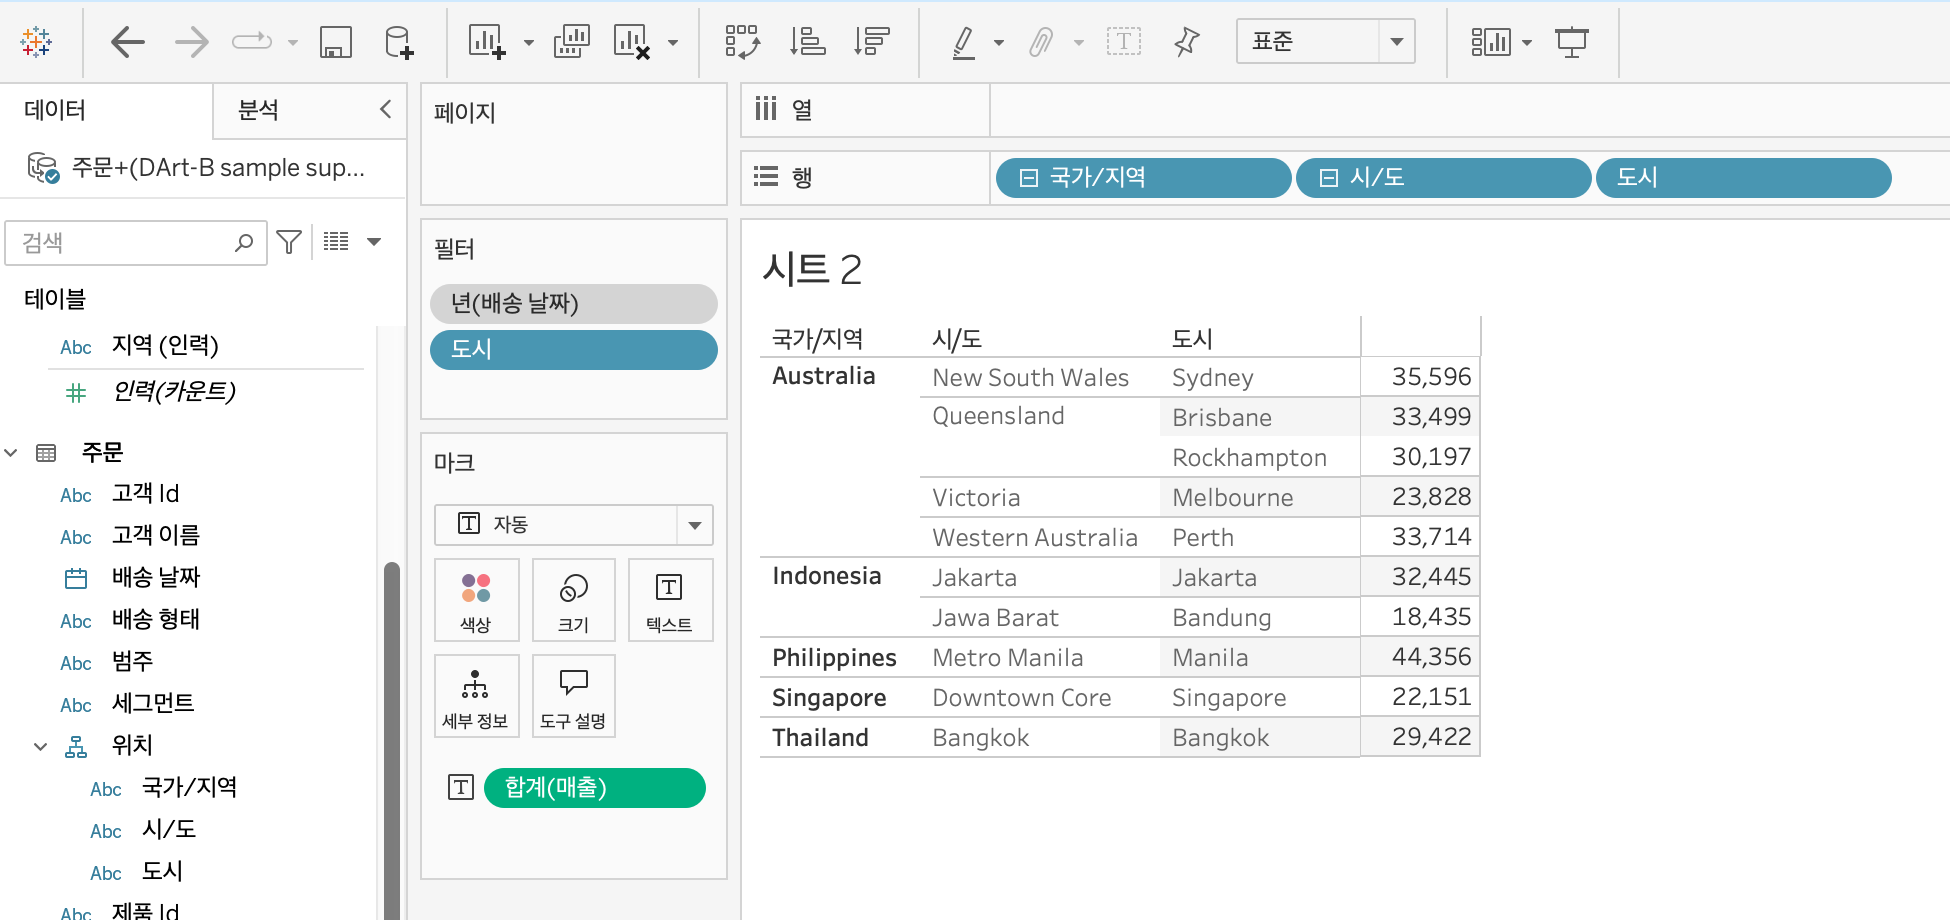 표준
데이터
분석
주문+(DArt-B sample sup...
검색
테이블
Abc 지역 (인력)
인력(카운트)
주문
Abc 고객 Id
Abc 고객 이름
배송 날짜
Abc 배송 형태
Abc 범주
Abc 세그먼트
위치
Abc 국가/지역
Abc 시/도
Abc 도시
Abc 제품 Id
페이지
필터
년(배송 날짜)
도시
마크
T 자동
색상
크기
T 텍스트
세부 정보
도구 설명
T 합계(매출)
열
행 국가/지역 시/도 도시
시트 2
국가/지역 시/도 도시
Australia New South Wales Sydney 35,596
Queensland Brisbane 33,499
Rockhampton 30,197
Victoria Melbourne 23,828
Western Australia Perth 33,714
Indonesia Jakarta Jakarta 32,445
Jawa Barat Bandung 18,435
Philippines Metro Manila Manila 44,356
Singapore Downtown Core Singapore 22,151
Thailand Bangkok Bangkok 29,422